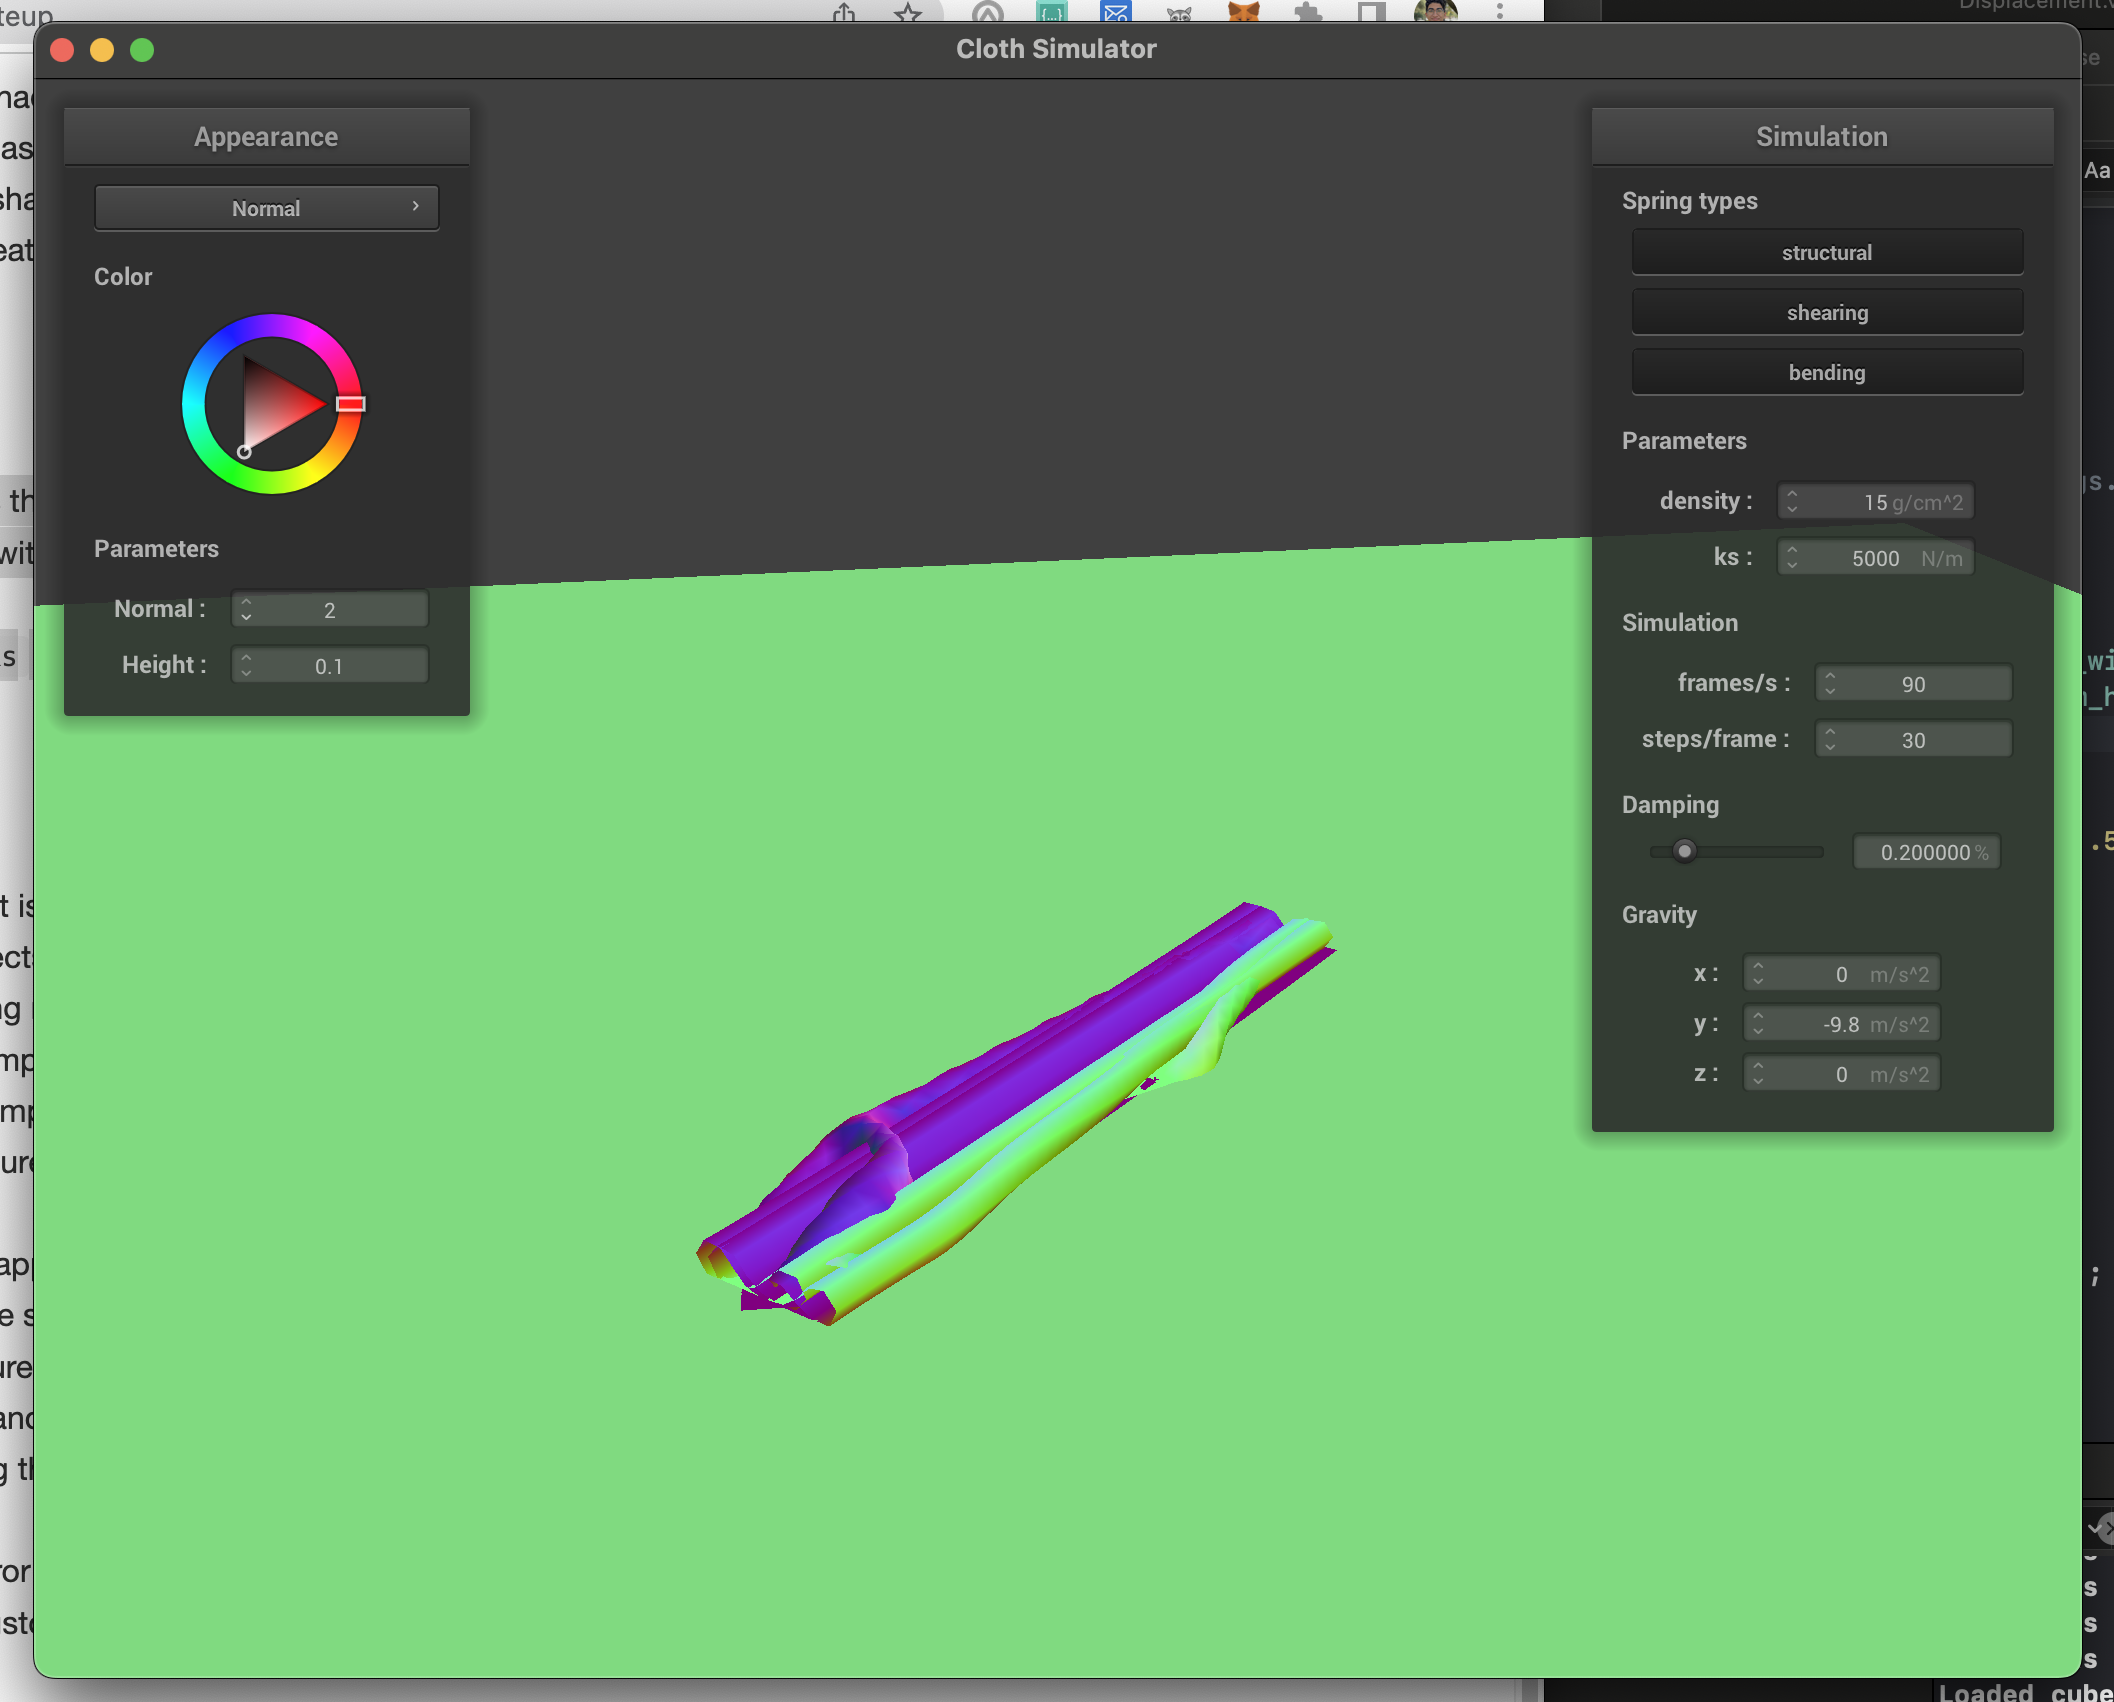 Cloth Simulator
Appearance
Normal
Color
Parameters
Normal : 2
Height : 0.1
Simulation
Spring types
structural
shearing
bending
Parameters
density : 15 g/cm^2
ks : 5000 N/m
Simulation
frames/s : 90
steps/frame : 30
Damping
0.200000 %
Gravity
x : 0 m/s^2
y : -9.8 m/s^2
z : 0 m/s^2
Aa
Loaded cube